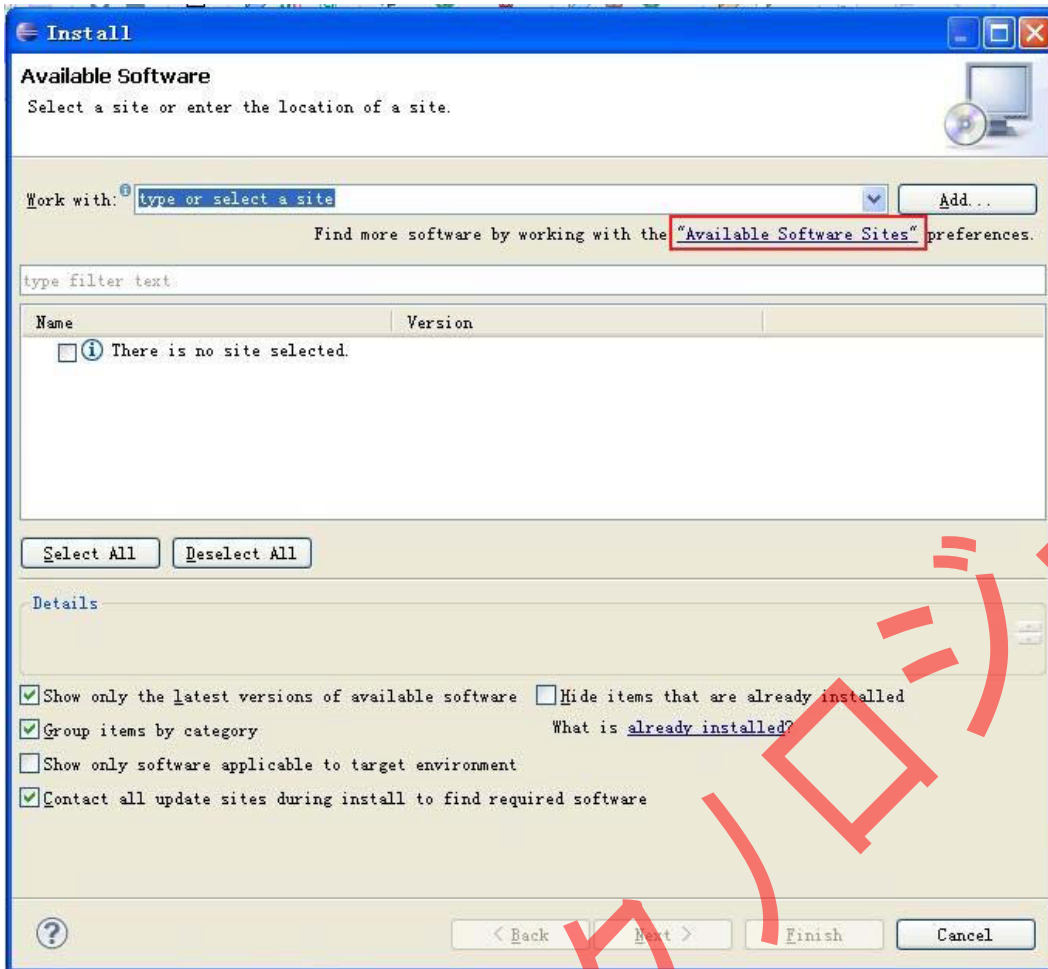 Install
Available Software
Select a site or enter the location of a site.
Work with: type or select a site Add...
Find more software by working with the "Available Software Sites" preferences.
type filter text
Name Version
There is no site selected.
Select All Deselect All
Details
Show only the latest versions of available software Hide items that are already installed
Group items by category What is already installed?
Show only software applicable to target environment
Contact all update sites during install to find required software
< Back Next > Finish Cancel
ノロジ